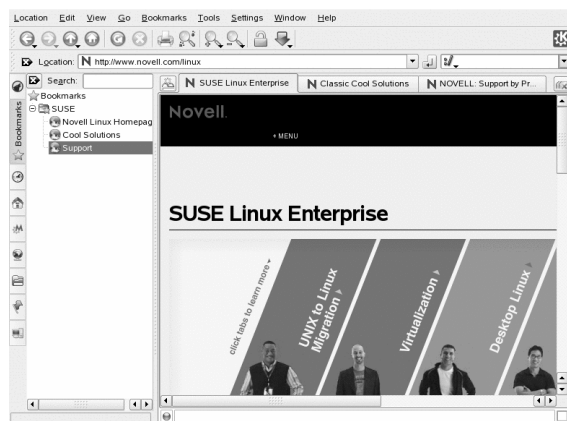 Location Edit View Go Bookmarks Tools Settings Window Help
Location: N http://www.novell.com/linux
Search:
SUSE Linux Enterprise
Classic Cool Solutions
NOVELL: Support by Pr...
Bookmarks
Bookmarks
SUSE
Novell Linux Homepag
Cool Solutions
Support
Novell.
+ MENU
SUSE Linux Enterprise
click tabs to learn more
UNIX to Linux
Migration
Virtualization
Desktop Linux